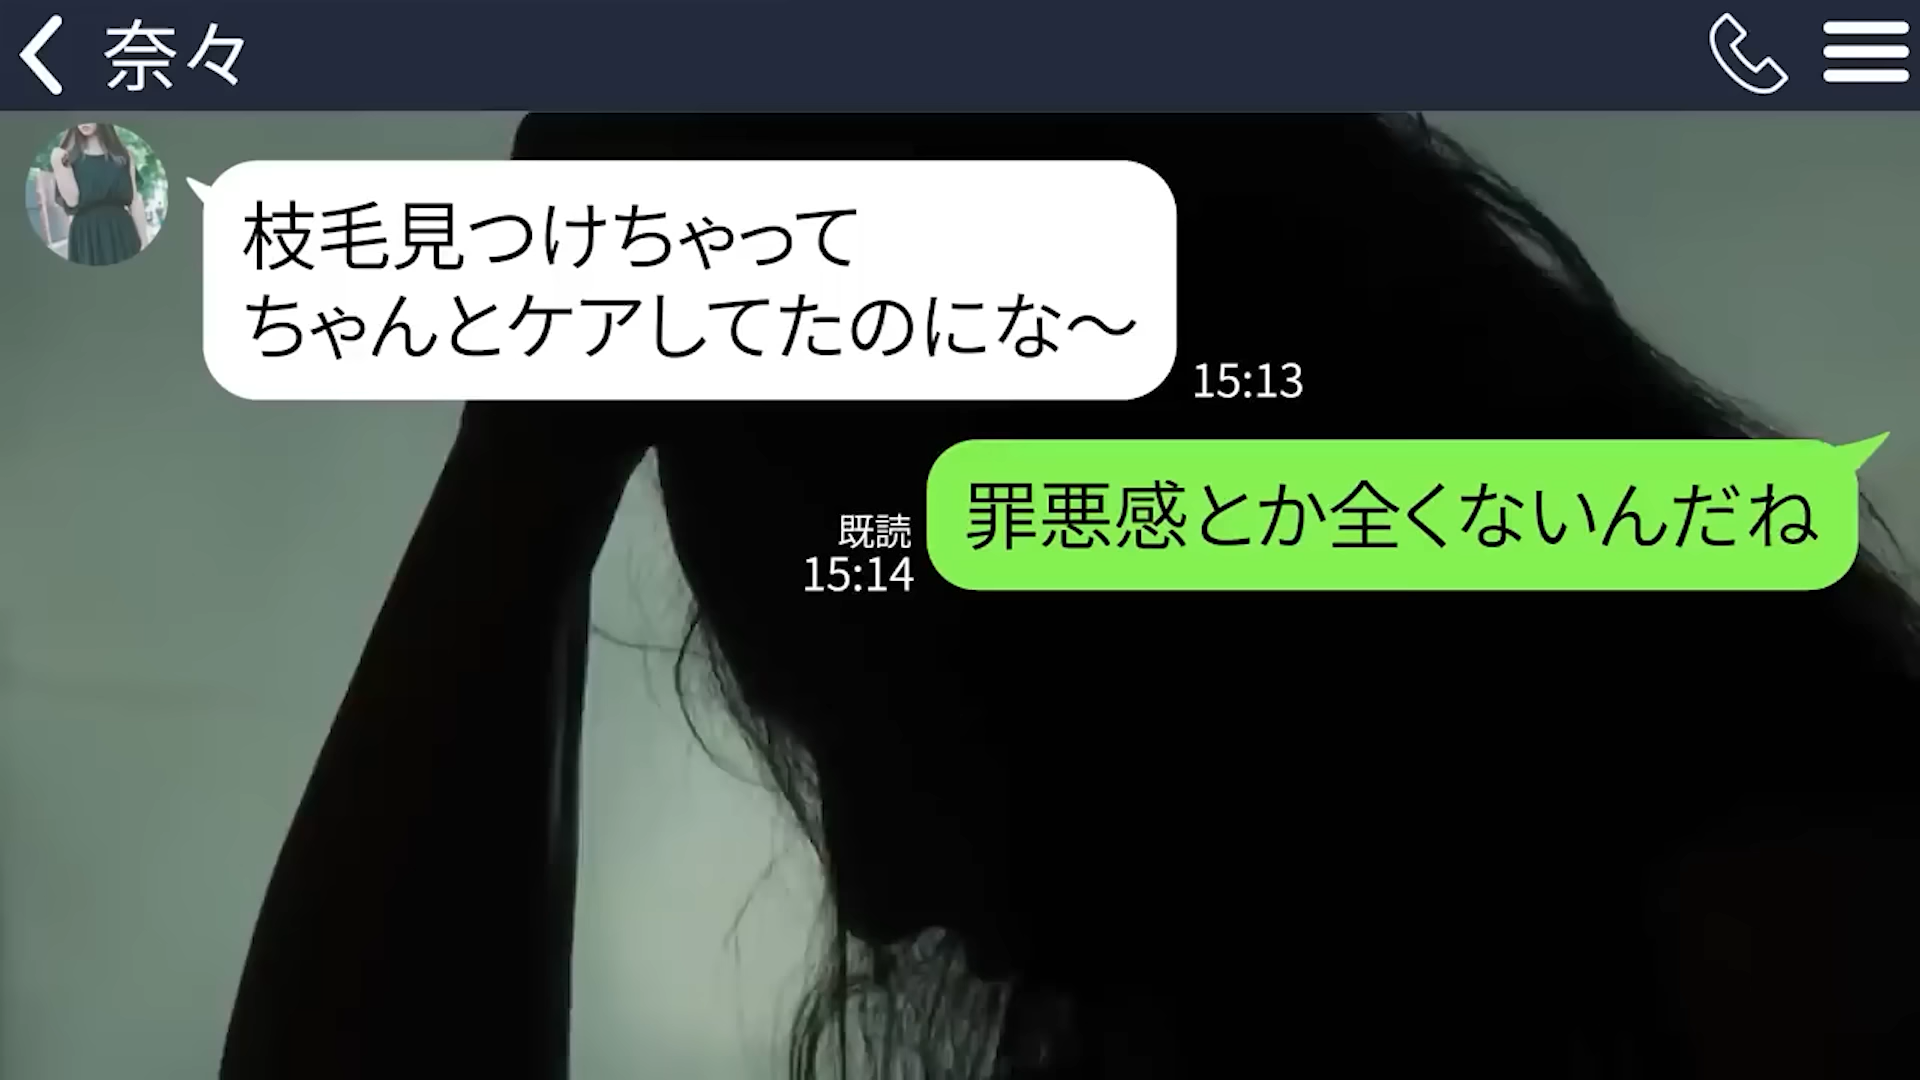 奈々
枝毛見つけちゃって
ちゃんとケアしてたのにな〜
15:13
罪悪感とか全くないんだね
既読
15:14